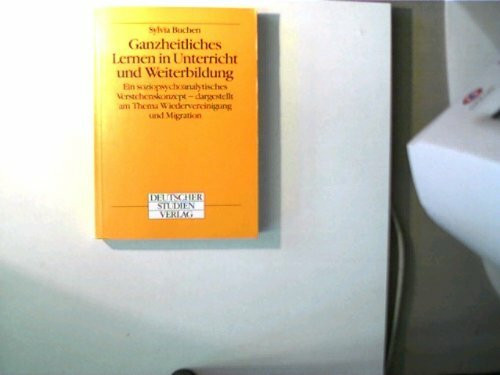 Sylvia Buchen
Ganzheitliches
Lernen in Unterricht
und Weiterbildung
Ein soziopsychoanalytisches
Verstehenskonzept – dargestellt
am Thema Wiedervereinigung
und Migration
DEUTSCHER
STUDIEN
VERLAG